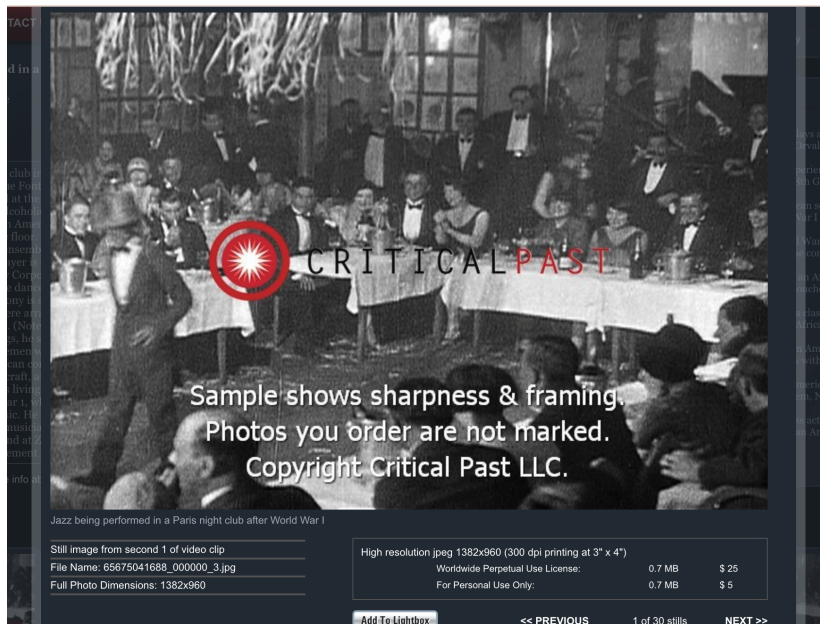 TACT
d in a
CRITICALPAST
Sample shows sharpness & framing.
Photos you order are not marked.
Copyright Critical Past LLC.
Jazz being performed in a Paris night club after World War I
Still image from second 1 of video clip
File Name: 65675041688_000000_3.jpg
Full Photo Dimensions: 1382x960
High resolution jpeg 1382x960 (300 dpi printing at 3" x 4")
Worldwide Perpetual Use License: 0.7 MB $ 25
For Personal Use Only: 0.7 MB $ 5
Add To Lightbox
<< PREVIOUS 1 of 30 stills NEXT >>